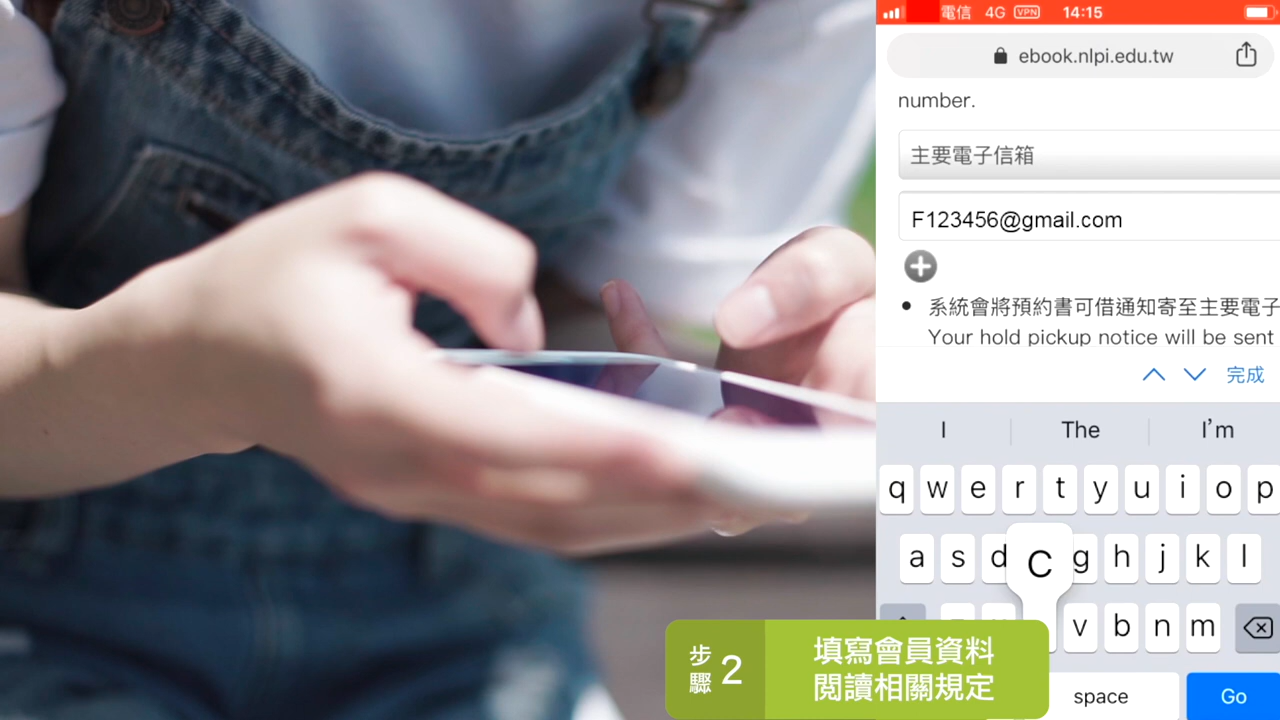 電信 4G VPN 14:15
ebook.nlpi.edu.tw
number.
主要電子信箱
F123456@gmail.com
系統會將預約書可借通知寄至主要電子
Your hold pickup notice will be sent
完成
I The I'm
q w e r t y u i o p
a s d C g h j k l
v b n m
步驟 2
填寫會員資料
閱讀相關規定
space Go